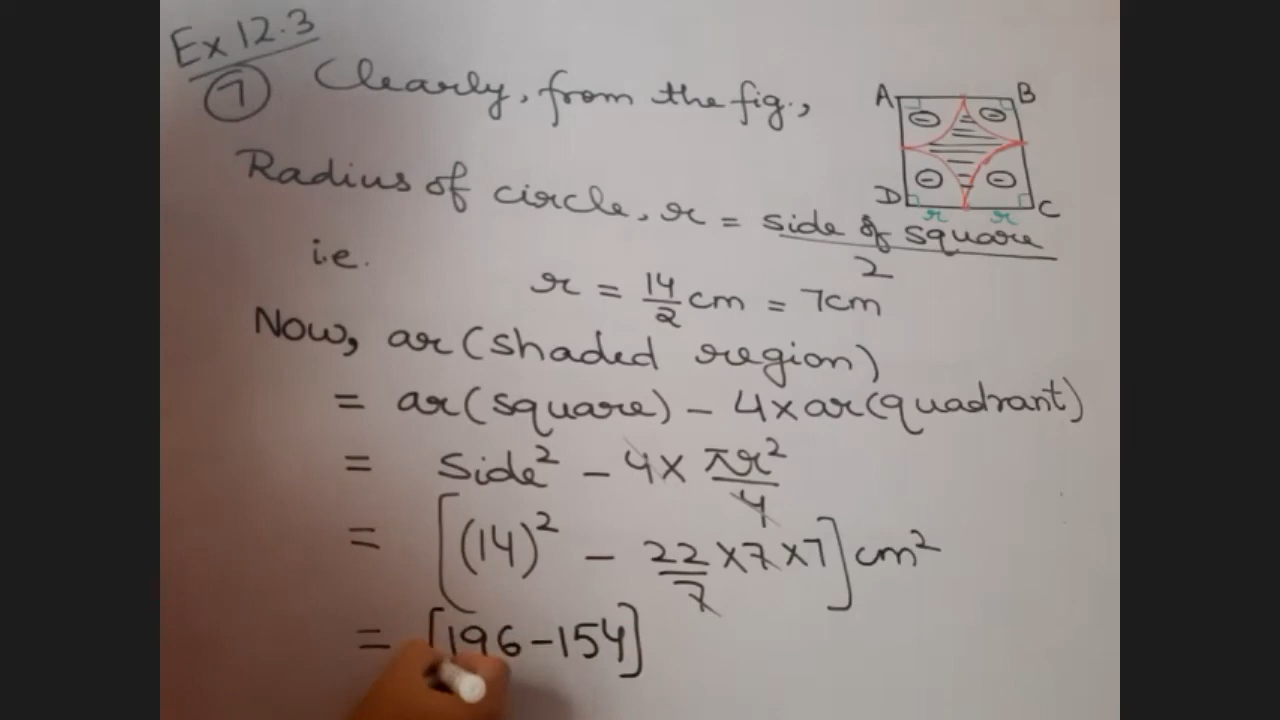 Ex 12.3
7 Clearly, from the fig.,
A B
D C
r r
Radius of circle, r = side of square / 2
i.e.
r = 14/2 cm = 7cm
Now, ar(shaded region)
= ar(square) - 4×ar(quadrant)
= Side² - 4× πr²/4
= [(14)² - 22/7 ×7×7] cm²
= [196-154]